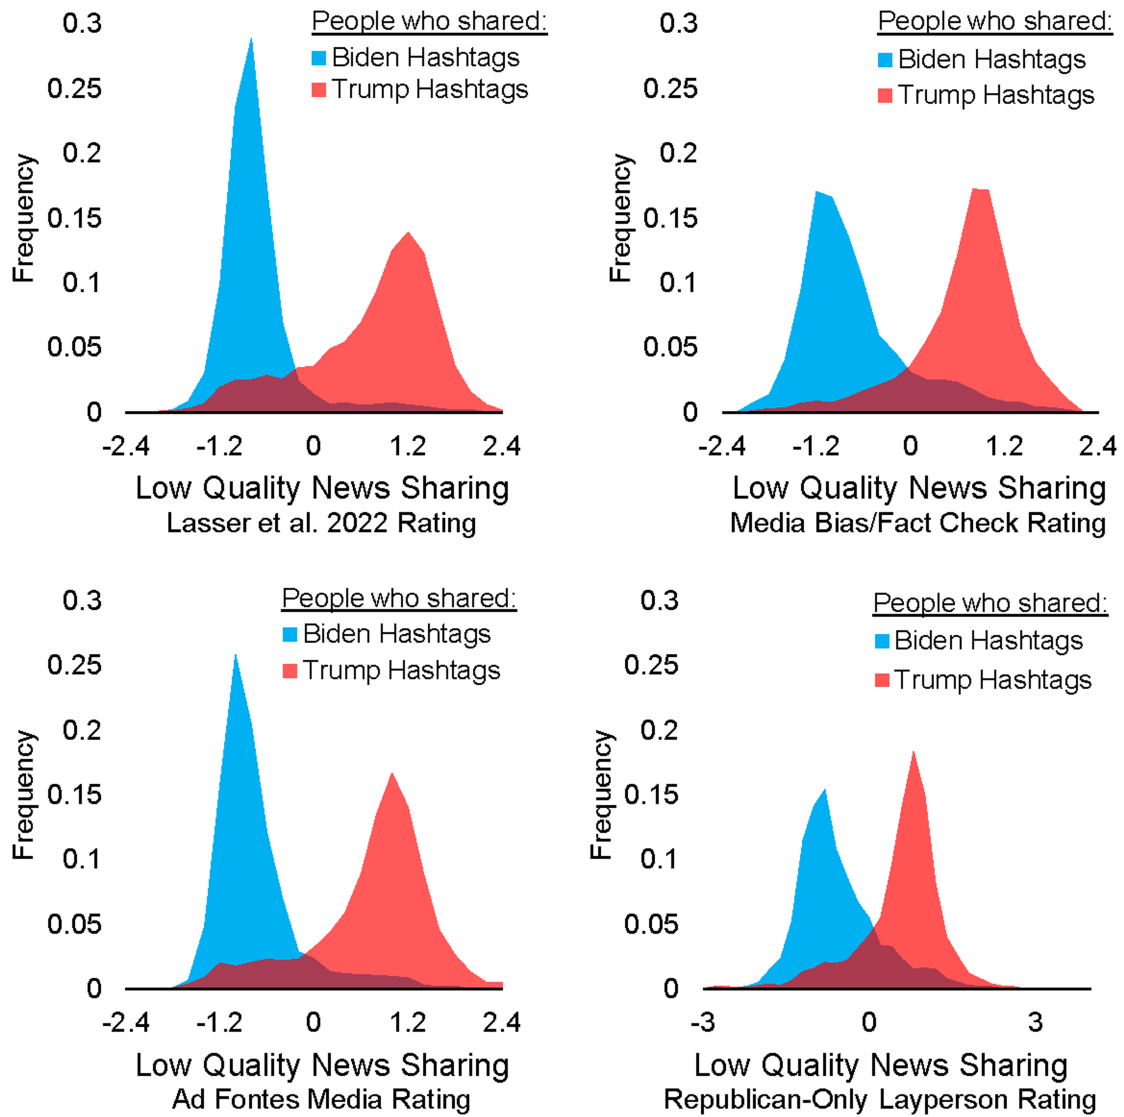 People who shared:
Biden Hashtags
Trump Hashtags
0.3
0.25
0.2
0.15
0.1
0.05
0
Frequency
-2.4 -1.2 0 1.2 2.4
Low Quality News Sharing
Lasser et al. 2022 Rating
People who shared:
Biden Hashtags
Trump Hashtags
0.3
0.25
0.2
0.15
0.1
0.05
0
Frequency
-2.4 -1.2 0 1.2 2.4
Low Quality News Sharing
Media Bias/Fact Check Rating
People who shared:
Biden Hashtags
Trump Hashtags
0.3
0.25
0.2
0.15
0.1
0.05
0
Frequency
-2.4 -1.2 0 1.2 2.4
Low Quality News Sharing
Ad Fontes Media Rating
People who shared:
Biden Hashtags
Trump Hashtags
0.3
0.25
0.2
0.15
0.1
0.05
0
Frequency
-3 0 3
Low Quality News Sharing
Republican-Only Layperson Rating